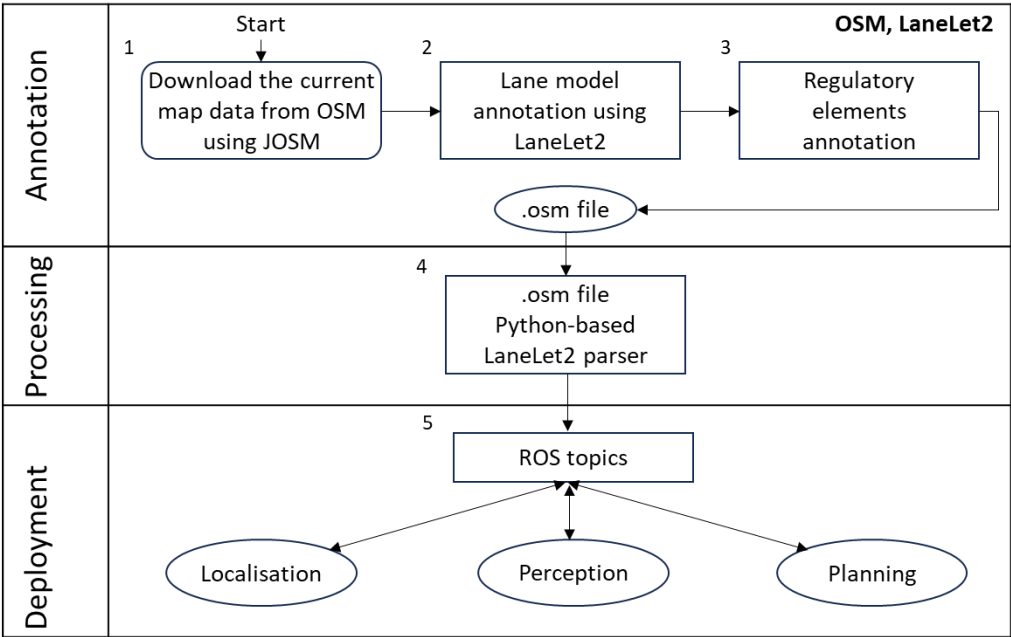 Start
OSM, LaneLet2
Annotation
1
Download the current
map data from OSM
using JOSM
2
Lane model
annotation using
LaneLet2
3
Regulatory
elements
annotation
.osm file
Processing
4
.osm file
Python-based
LaneLet2 parser
Deployment
5
ROS topics
Localisation
Perception
Planning